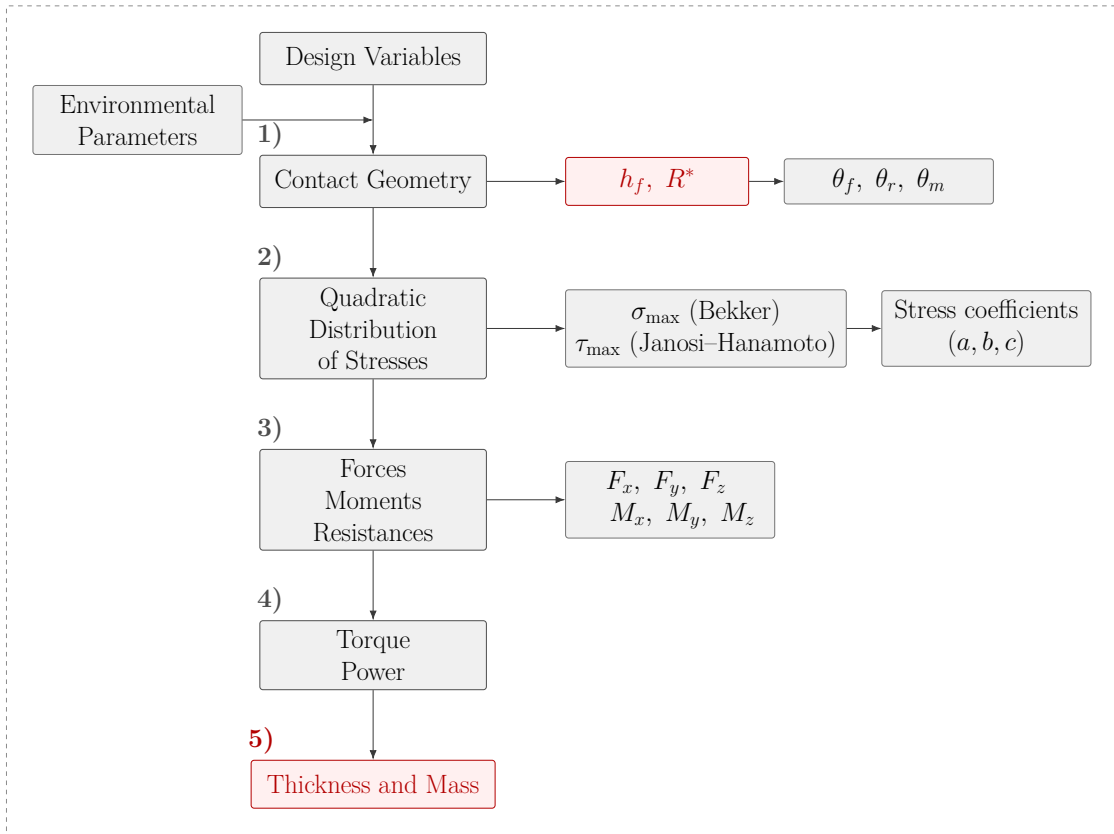 Design Variables
Environmental
Parameters
1)
Contact Geometry
h_f, R*
θ_f, θ_r, θ_m
2)
Quadratic
Distribution
of Stresses
σ_max (Bekker)
τ_max (Janosi–Hanamoto)
Stress coefficients
(a, b, c)
3)
Forces
Moments
Resistances
F_x, F_y, F_z
M_x, M_y, M_z
4)
Torque
Power
5)
Thickness and Mass